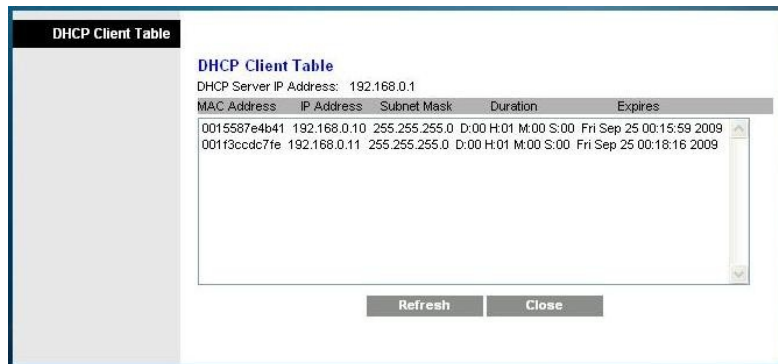 DHCP Client Table
DHCP Client Table
DHCP Server IP Address: 192.168.0.1
MAC Address IP Address Subnet Mask Duration Expires
0015587e4b41 192.168.0.10 255.255.255.0 D:00 H:01 M:00 S:00 Fri Sep 25 00:15:59 2009
001f3ccdc7fe 192.168.0.11 255.255.255.0 D:00 H:01 M:00 S:00 Fri Sep 25 00:18:16 2009
Refresh Close